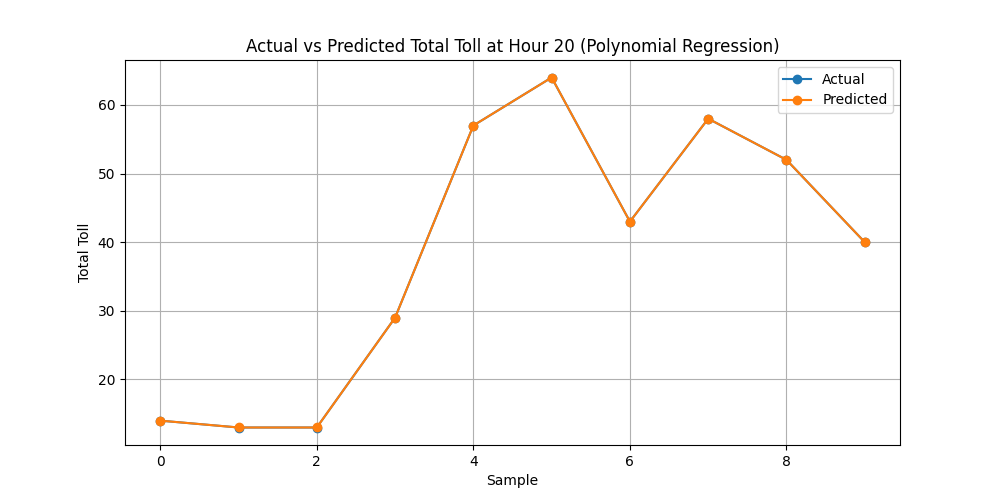 Actual vs Predicted Total Toll at Hour 20 (Polynomial Regression)
Actual
Predicted
60
50
40
30
20
Total Toll
0 2 4 6 8
Sample